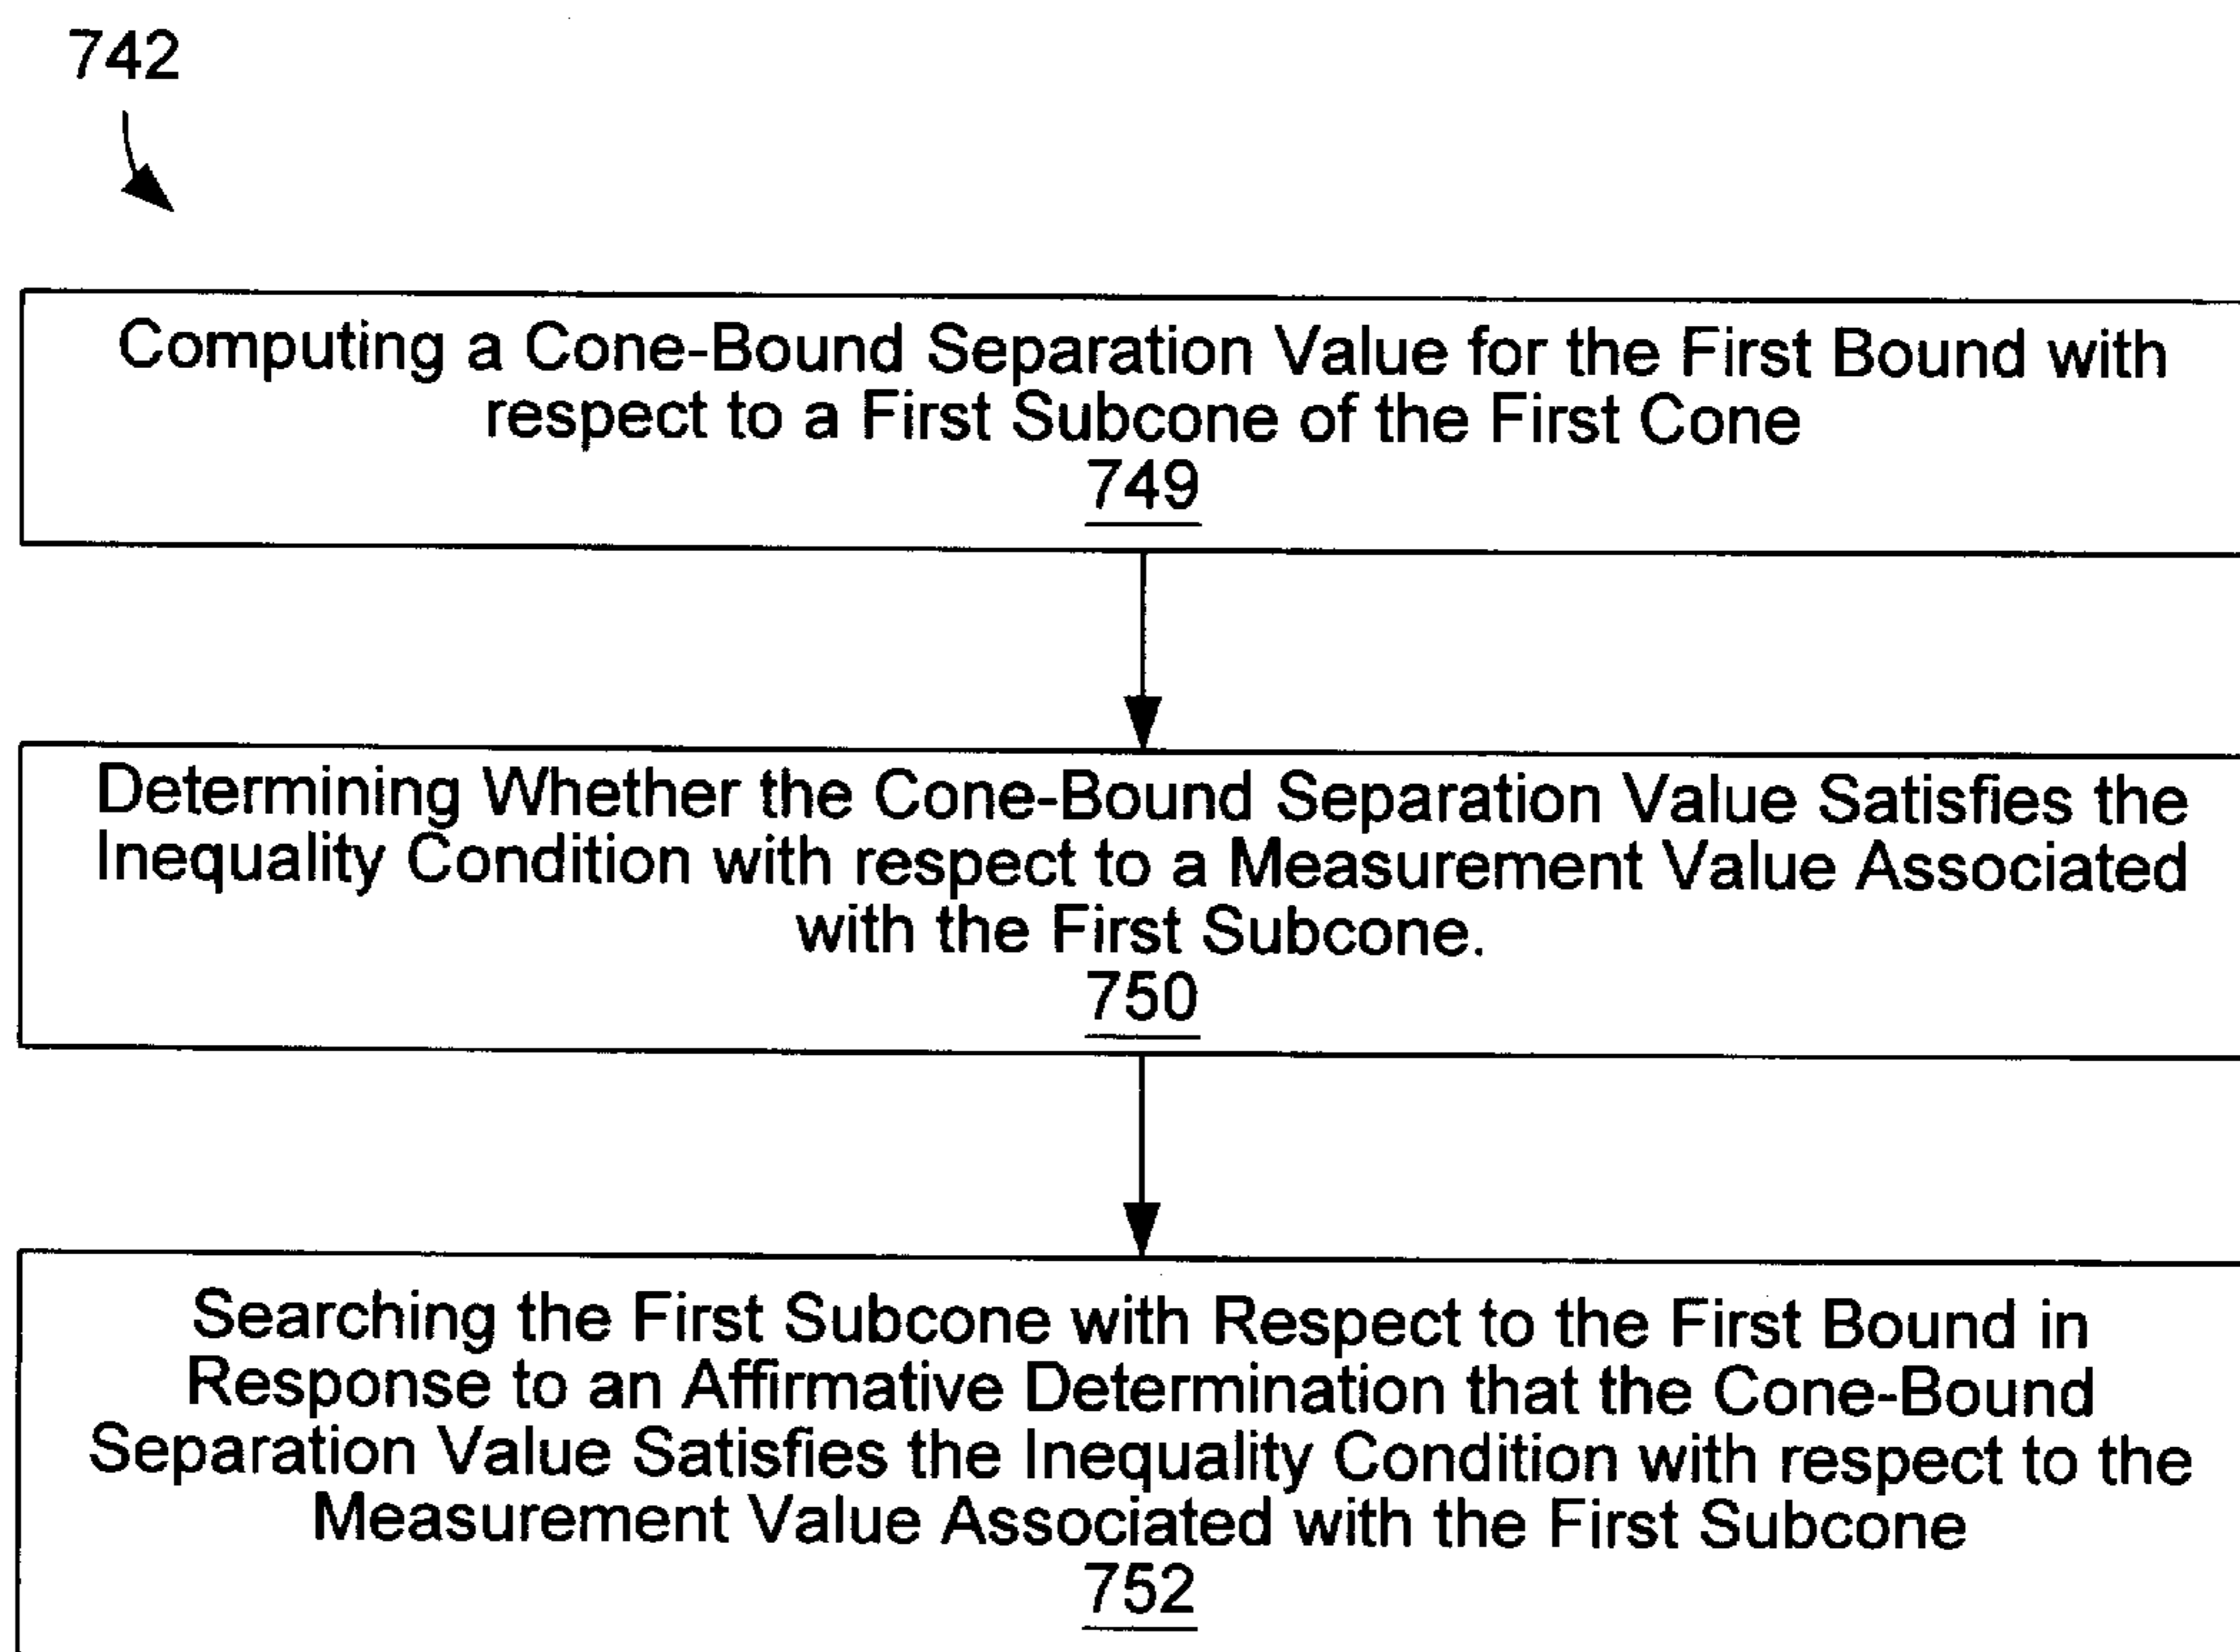 742
Computing a Cone-Bound Separation Value for the First Bound with
respect to a First Subcone of the First Cone
749
Determining Whether the Cone-Bound Separation Value Satisfies the
Inequality Condition with respect to a Measurement Value Associated
with the First Subcone.
750
Searching the First Subcone with Respect to the First Bound in
Response to an Affirmative Determination that the Cone-Bound
Separation Value Satisfies the Inequality Condition with respect to the
Measurement Value Associated with the First Subcone
752